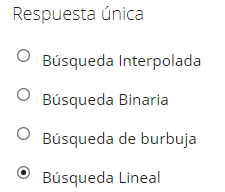 Respuesta única
Búsqueda Interpolada
Búsqueda Binaria
Búsqueda de burbuja
Búsqueda Lineal